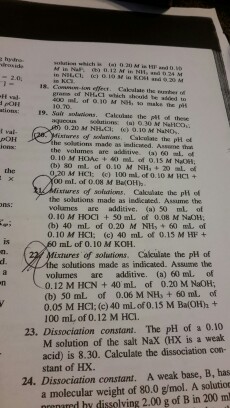 g hydro-
droxide
solution which is (a) 0.20 M in HF and 0.10
M in NaF; (b) 0.12 M in NH₃ and 0.24 M
in NH₄Cl; (c) 0.10 M in KOH and 0.20 M
in KCl.
18. Common-ion effect. Calculate the number of
grams of NH₄Cl which should be added to
400 mL of 0.10 M NH₃ to make the pH
10.70.
19. Salt solutions. Calculate the pH of these
aqueous solutions: (a) 0.30 M NaHCO₂,
(b) 0.20 M NH₄Cl; (c) 0.10 M NaNO₃.
20. Mixtures of solutions. Calculate the pH of
the solutions made as indicated. Assume that
the volumes are additive. (a) 60 mL of
0.10 M HOAc + 40 mL of 0.15 M NaOH;
(b) 80 mL of 0.10 M NH₃ + 20 mL of
0.20 M HCl; (c) 100 mL of 0.10 M HCl +
100 mL of 0.08 M Ba(OH)₂.
21. Mixtures of solutions. Calculate the pH of
the solutions made as indicated. Assume the
volumes are additive. (a) 50 mL of
0.10 M HOCl + 50 mL of 0.08 M NaOH;
(b) 40 mL of 0.20 M NH₃ + 60 mL of
0.10 M HCl; (c) 40 mL of 0.15 M HF +
60 mL of 0.10 M KOH.
22. Mixtures of solutions. Calculate the pH of
the solutions made as indicated. Assume the
volumes are additive. (a) 60 mL of
0.12 M HCN + 40 mL of 0.20 M NaOH;
(b) 50 mL of 0.06 M NH₃ + 60 mL of
0.05 M HCl; (c) 40 mL of 0.15 M Ba(OH)₂ +
100 mL of 0.12 M HCl.
23. Dissociation constant. The pH of a 0.10
M solution of the salt NaX (HX is a weak
acid) is 8.30. Calculate the dissociation con-
stant of HX.
24. Dissociation constant. A weak base, B, has
a molecular weight of 80.0 g/mol. A solution
prepared by dissolving 2.00 g of B in 200 ml